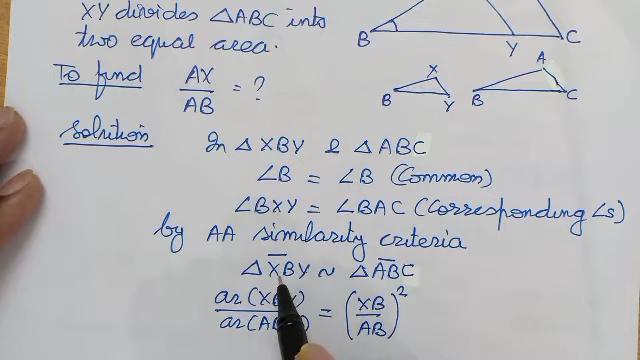 XY divides △ABC into
two equal area.
B Y C
To find AX/AB = ?
X
B Y
A
B C
Solution In △XBY & △ABC
∠B = ∠B (Common)
∠BXY = ∠BAC (Corresponding ∠s)
by AA similarity criteria
△XBY ~ △ABC
ar(XBY)/ar(ABC) = (XB/AB)²